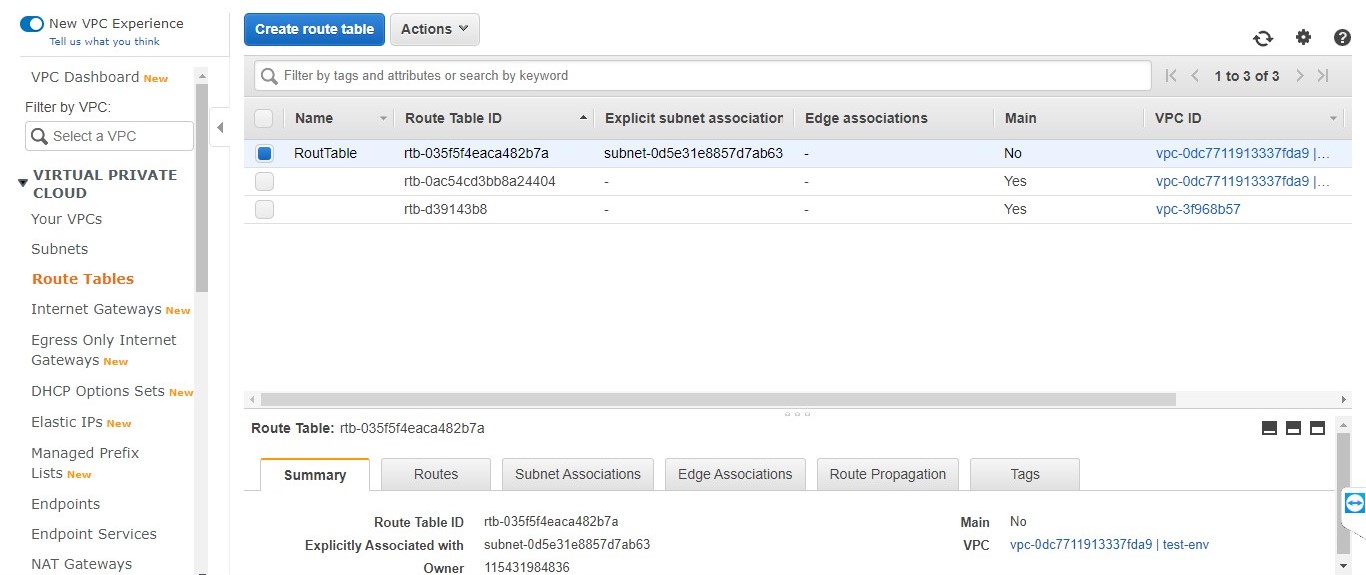 New VPC Experience
Tell us what you think
VPC Dashboard New
Filter by VPC:
Select a VPC
VIRTUAL PRIVATE
CLOUD
Your VPCs
Subnets
Route Tables
Internet Gateways New
Egress Only Internet
Gateways New
DHCP Options Sets New
Elastic IPs New
Managed Prefix
Lists New
Endpoints
Endpoint Services
NAT Gateways
Create route table Actions
Filter by tags and attributes or search by keyword
1 to 3 of 3
Name Route Table ID Explicit subnet association Edge associations Main VPC ID
RoutTable rtb-035f5f4eaca482b7a subnet-0d5e31e8857d7ab63 - No vpc-0dc7711913337fda9 |...
rtb-0ac54cd3bb8a24404 - - Yes vpc-0dc7711913337fda9 |...
rtb-d39143b8 - - Yes vpc-3f968b57
Route Table: rtb-035f5f4eaca482b7a
Summary Routes Subnet Associations Edge Associations Route Propagation Tags
Route Table ID rtb-035f5f4eaca482b7a Main No
Explicitly Associated with subnet-0d5e31e8857d7ab63 VPC vpc-0dc7711913337fda9 | test-env
Owner 115431984836